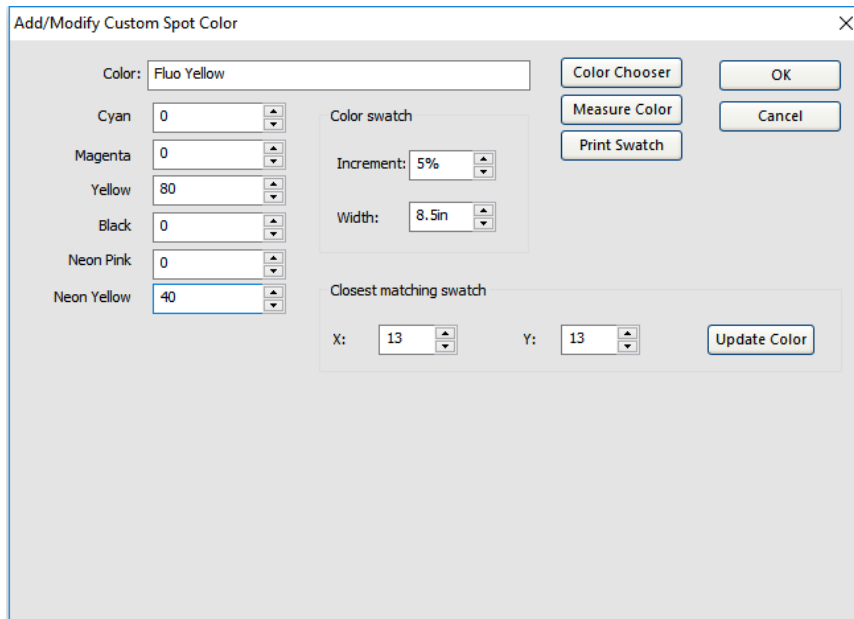 Add/Modify Custom Spot Color
Color: Fluo Yellow
Color Chooser
OK
Cyan 0
Color swatch
Measure Color
Cancel
Magenta 0
Increment: 5%
Print Swatch
Yellow 80
Black 0
Width: 8.5in
Neon Pink 0
Neon Yellow 40
Closest matching swatch
X: 13 Y: 13 Update Color